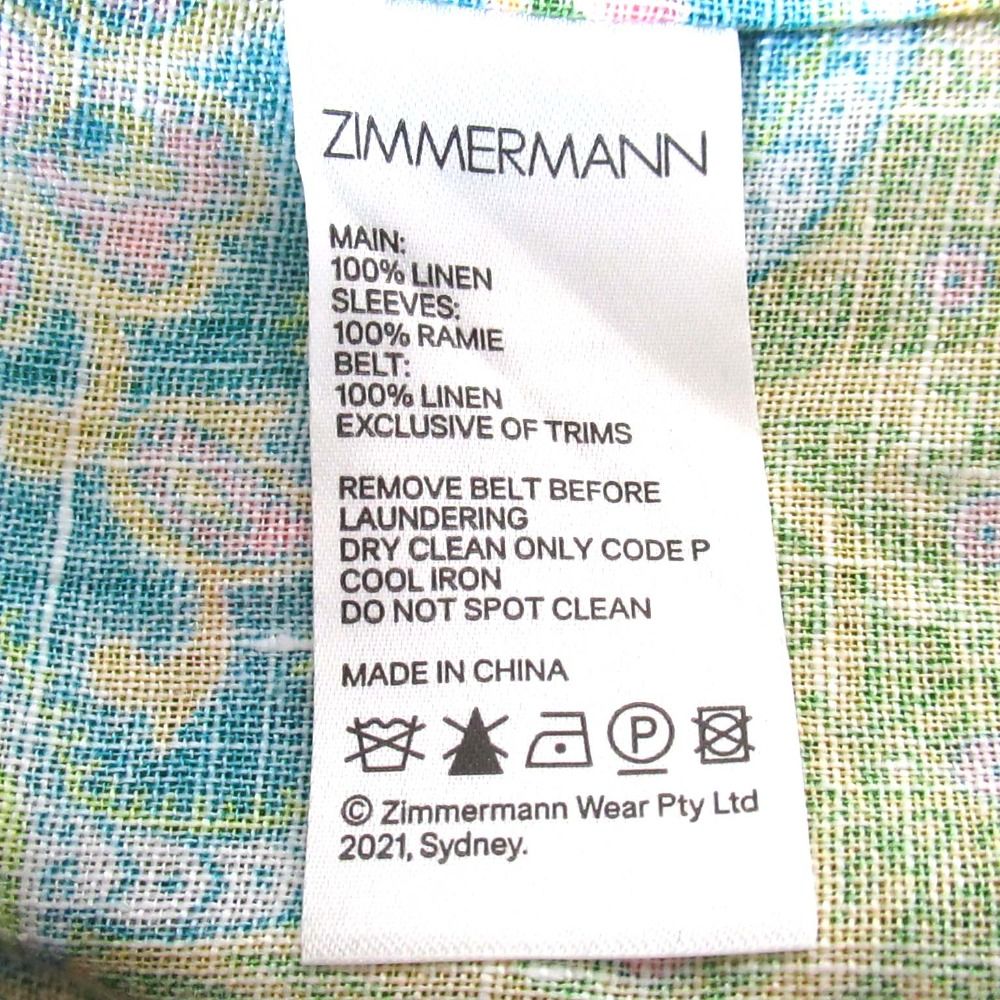 ZIMMERMANN
MAIN:
100% LINEN
SLEEVES:
100% RAMIE
BELT:
100% LINEN
EXCLUSIVE OF TRIMS
REMOVE BELT BEFORE
LAUNDERING
DRY CLEAN ONLY CODE P
COOL IRON
DO NOT SPOT CLEAN
MADE IN CHINA
P
© Zimmermann Wear Pty Ltd
2021, Sydney.